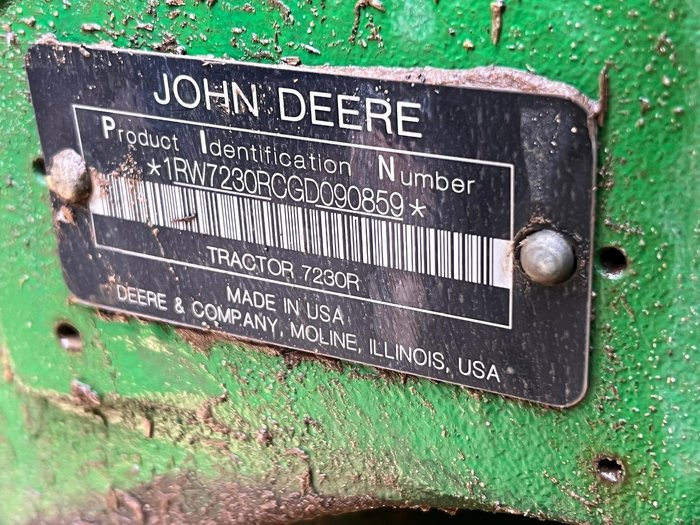 JOHN DEERE
Product Identification Number
*1RW7230RCGD090859*
TRACTOR 7230R
MADE IN USA
DEERE & COMPANY, MOLINE, ILLINOIS, USA